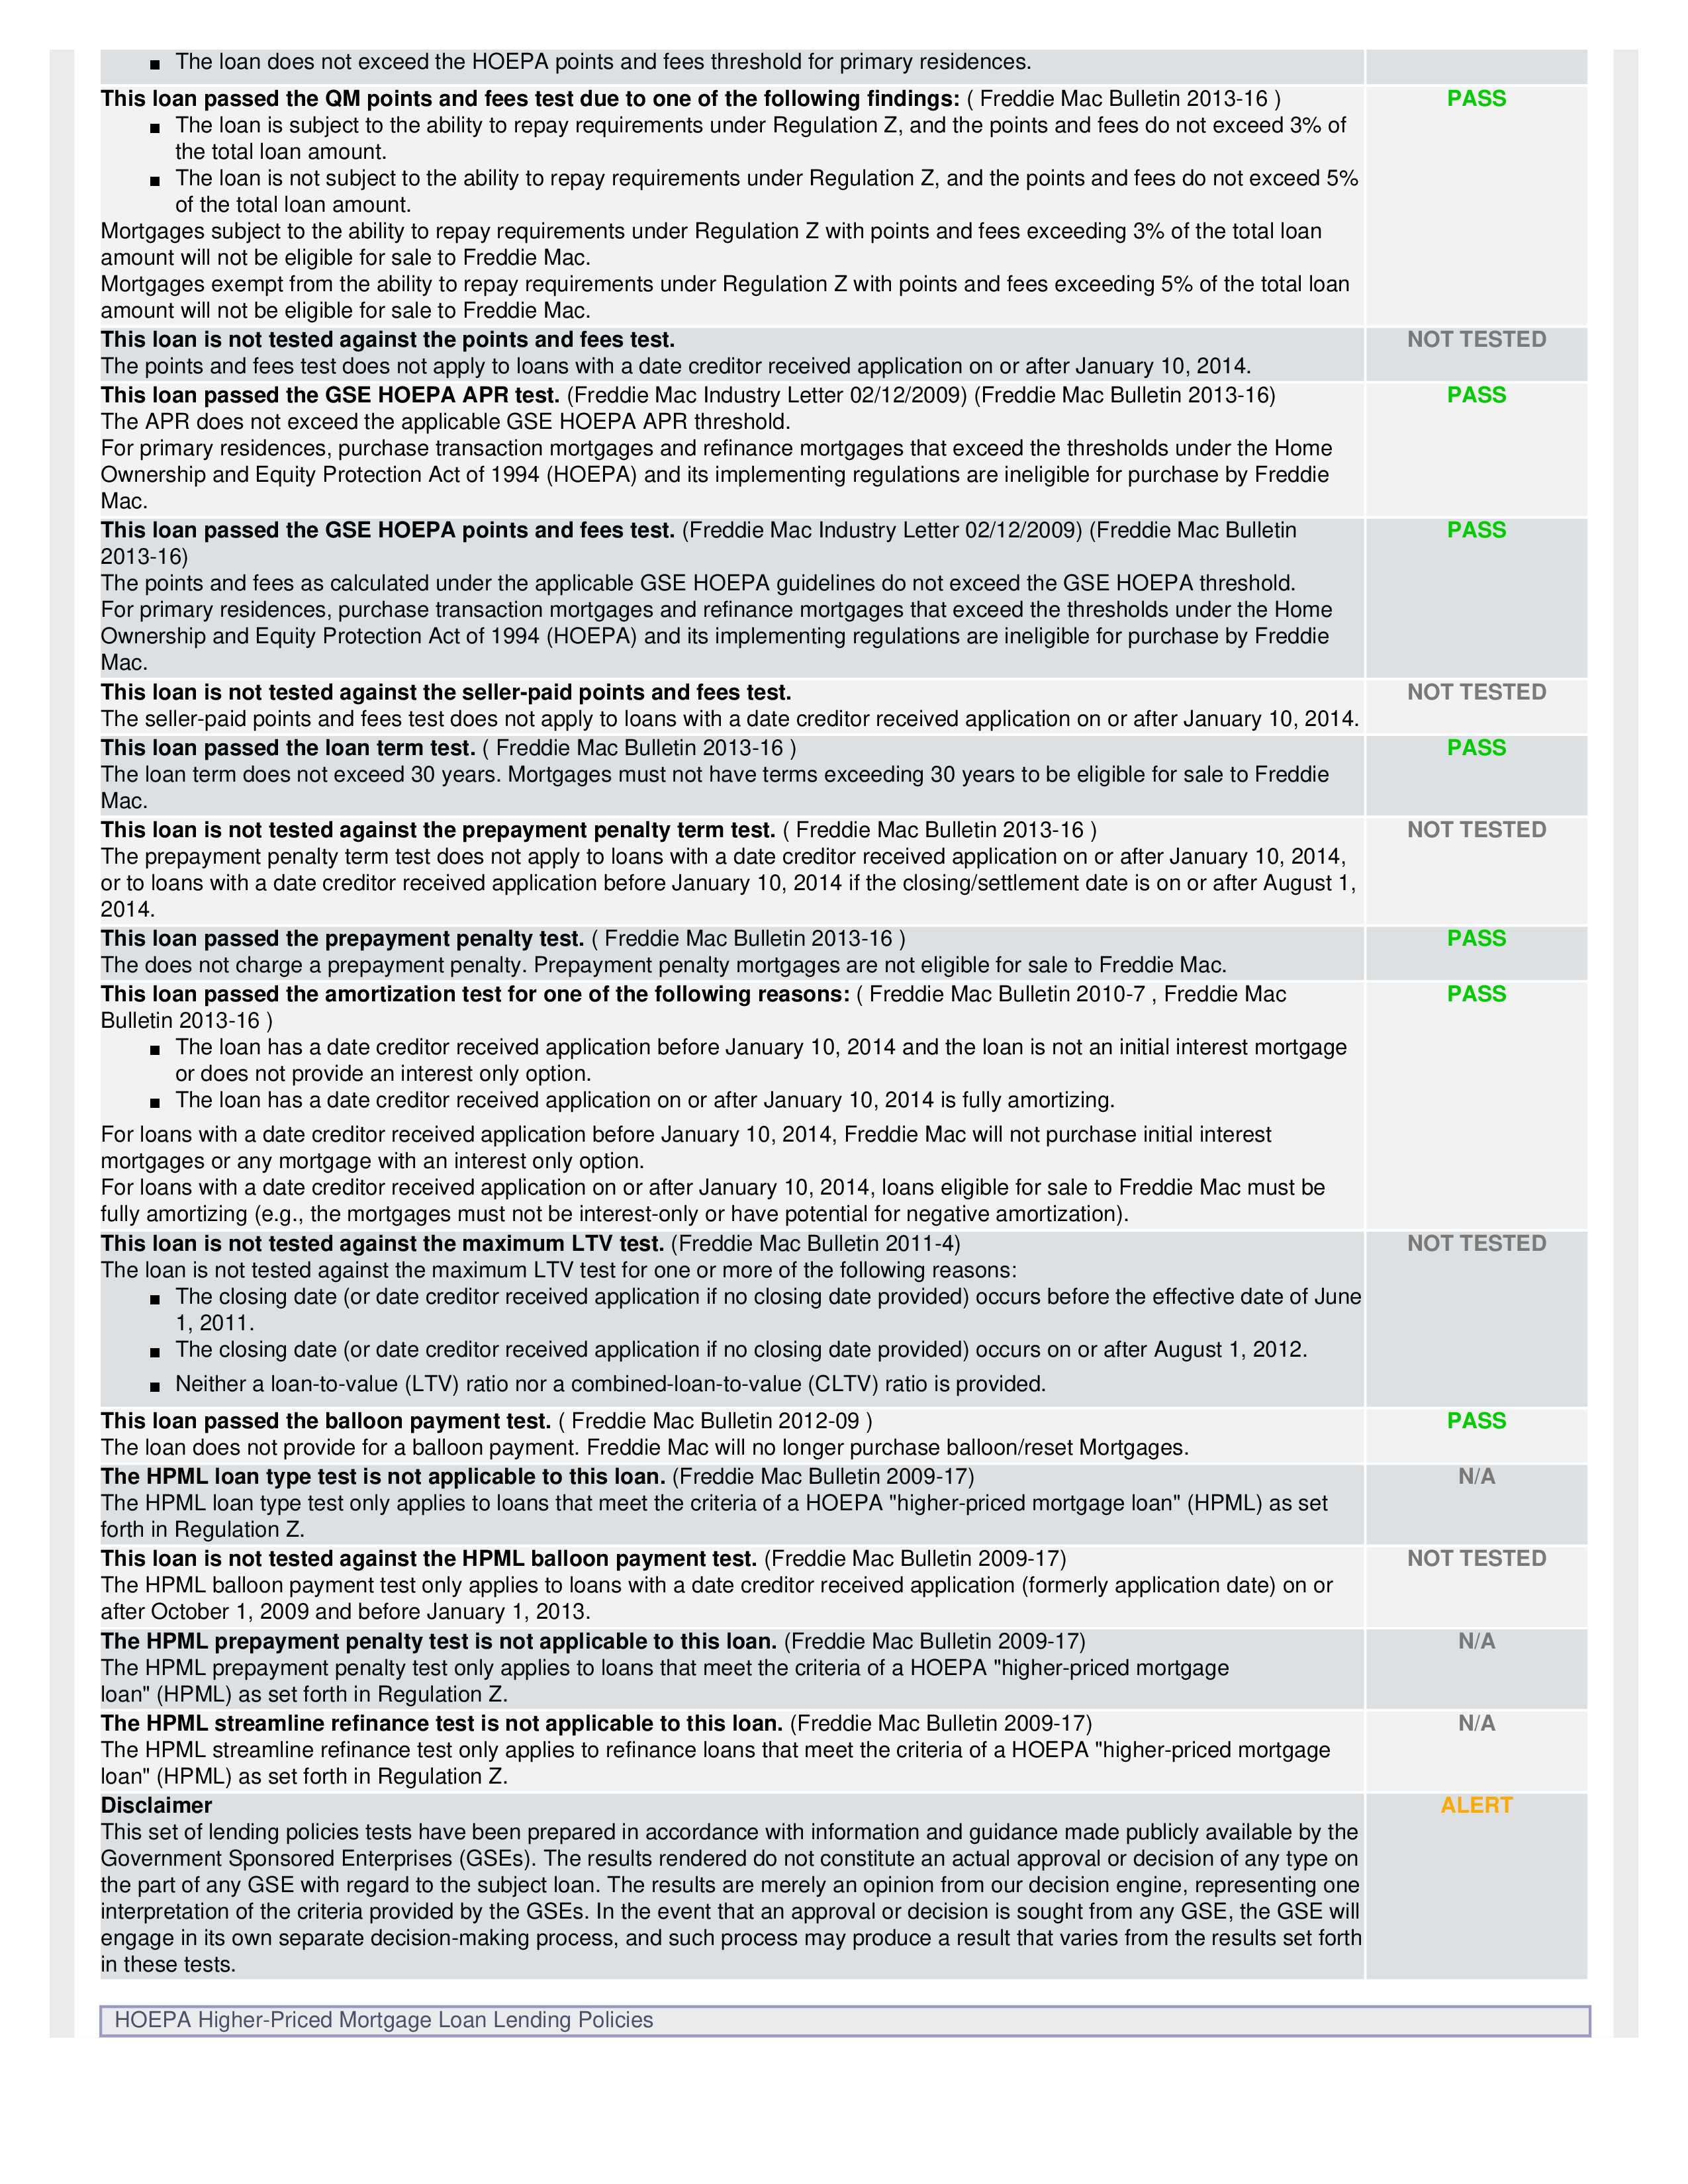 ■ The loan does not exceed the HOEPA points and fees threshold for primary residences.
This loan passed the QM points and fees test due to one of the following findings: ( Freddie Mac Bulletin 2013-16 ) PASS
■ The loan is subject to the ability to repay requirements under Regulation Z, and the points and fees do not exceed 3% of
the total loan amount.
■ The loan is not subject to the ability to repay requirements under Regulation Z, and the points and fees do not exceed 5%
of the total loan amount.
Mortgages subject to the ability to repay requirements under Regulation Z with points and fees exceeding 3% of the total loan
amount will not be eligible for sale to Freddie Mac.
Mortgages exempt from the ability to repay requirements under Regulation Z with points and fees exceeding 5% of the total loan
amount will not be eligible for sale to Freddie Mac.
This loan is not tested against the points and fees test. NOT TESTED
The points and fees test does not apply to loans with a date creditor received application on or after January 10, 2014.
This loan passed the GSE HOEPA APR test. (Freddie Mac Industry Letter 02/12/2009) (Freddie Mac Bulletin 2013-16) PASS
The APR does not exceed the applicable GSE HOEPA APR threshold.
For primary residences, purchase transaction mortgages and refinance mortgages that exceed the thresholds under the Home
Ownership and Equity Protection Act of 1994 (HOEPA) and its implementing regulations are ineligible for purchase by Freddie
Mac.
This loan passed the GSE HOEPA points and fees test. (Freddie Mac Industry Letter 02/12/2009) (Freddie Mac Bulletin PASS
2013-16)
The points and fees as calculated under the applicable GSE HOEPA guidelines do not exceed the GSE HOEPA threshold.
For primary residences, purchase transaction mortgages and refinance mortgages that exceed the thresholds under the Home
Ownership and Equity Protection Act of 1994 (HOEPA) and its implementing regulations are ineligible for purchase by Freddie
Mac.
This loan is not tested against the seller-paid points and fees test. NOT TESTED
The seller-paid points and fees test does not apply to loans with a date creditor received application on or after January 10, 2014.
This loan passed the loan term test. ( Freddie Mac Bulletin 2013-16 ) PASS
The loan term does not exceed 30 years. Mortgages must not have terms exceeding 30 years to be eligible for sale to Freddie
Mac.
This loan is not tested against the prepayment penalty term test. ( Freddie Mac Bulletin 2013-16 ) NOT TESTED
The prepayment penalty term test does not apply to loans with a date creditor received application on or after January 10, 2014,
or to loans with a date creditor received application before January 10, 2014 if the closing/settlement date is on or after August 1,
2014.
This loan passed the prepayment penalty test. ( Freddie Mac Bulletin 2013-16 ) PASS
The does not charge a prepayment penalty. Prepayment penalty mortgages are not eligible for sale to Freddie Mac.
This loan passed the amortization test for one of the following reasons: ( Freddie Mac Bulletin 2010-7 , Freddie Mac PASS
Bulletin 2013-16 )
■ The loan has a date creditor received application before January 10, 2014 and the loan is not an initial interest mortgage
or does not provide an interest only option.
■ The loan has a date creditor received application on or after January 10, 2014 is fully amortizing.
For loans with a date creditor received application before January 10, 2014, Freddie Mac will not purchase initial interest
mortgages or any mortgage with an interest only option.
For loans with a date creditor received application on or after January 10, 2014, loans eligible for sale to Freddie Mac must be
fully amortizing (e.g., the mortgages must not be interest-only or have potential for negative amortization).
This loan is not tested against the maximum LTV test. (Freddie Mac Bulletin 2011-4) NOT TESTED
The loan is not tested against the maximum LTV test for one or more of the following reasons:
■ The closing date (or date creditor received application if no closing date provided) occurs before the effective date of June
1, 2011.
■ The closing date (or date creditor received application if no closing date provided) occurs on or after August 1, 2012.
■ Neither a loan-to-value (LTV) ratio nor a combined-loan-to-value (CLTV) ratio is provided.
This loan passed the balloon payment test. ( Freddie Mac Bulletin 2012-09 ) PASS
The loan does not provide for a balloon payment. Freddie Mac will no longer purchase balloon/reset Mortgages.
The HPML loan type test is not applicable to this loan. (Freddie Mac Bulletin 2009-17) N/A
The HPML loan type test only applies to loans that meet the criteria of a HOEPA "higher-priced mortgage loan" (HPML) as set
forth in Regulation Z.
This loan is not tested against the HPML balloon payment test. (Freddie Mac Bulletin 2009-17) NOT TESTED
The HPML balloon payment test only applies to loans with a date creditor received application (formerly application date) on or
after October 1, 2009 and before January 1, 2013.
The HPML prepayment penalty test is not applicable to this loan. (Freddie Mac Bulletin 2009-17) N/A
The HPML prepayment penalty test only applies to loans that meet the criteria of a HOEPA "higher-priced mortgage
loan" (HPML) as set forth in Regulation Z.
The HPML streamline refinance test is not applicable to this loan. (Freddie Mac Bulletin 2009-17) N/A
The HPML streamline refinance test only applies to refinance loans that meet the criteria of a HOEPA "higher-priced mortgage
loan" (HPML) as set forth in Regulation Z.
Disclaimer ALERT
This set of lending policies tests have been prepared in accordance with information and guidance made publicly available by the
Government Sponsored Enterprises (GSEs). The results rendered do not constitute an actual approval or decision of any type on
the part of any GSE with regard to the subject loan. The results are merely an opinion from our decision engine, representing one
interpretation of the criteria provided by the GSEs. In the event that an approval or decision is sought from any GSE, the GSE will
engage in its own separate decision-making process, and such process may produce a result that varies from the results set forth
in these tests.
HOEPA Higher-Priced Mortgage Loan Lending Policies